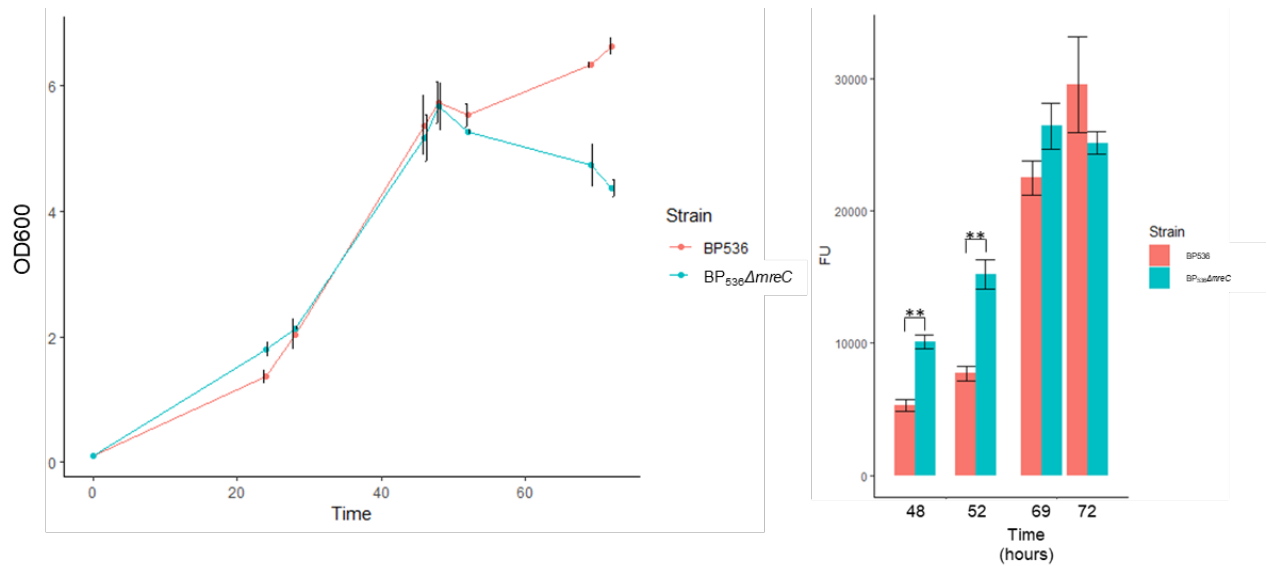 OD600
6
4
2
0
0 20 40 60
Time
Strain
BP536
BP536ΔmreC
FU
30000
20000
10000
0
**
**
48 52 69 72
Time
(hours)
Strain
BP536
BP536ΔmreC